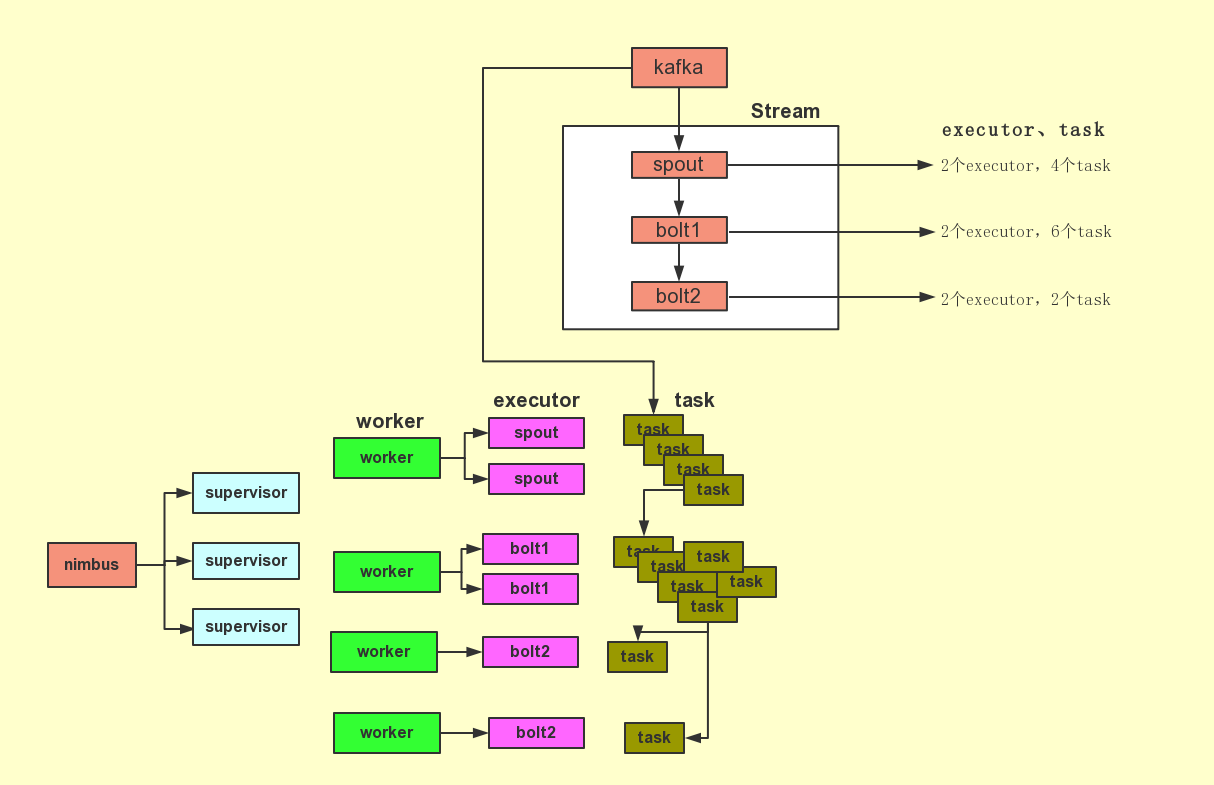 kafka
Stream
executor、task
spout
2个executor，4个task
bolt1
2个executor，6个task
bolt2
2个executor，2个task
worker
executor
task
worker
spout
spout
task
task
task
task
nimbus
supervisor
supervisor
supervisor
worker
bolt1
bolt1
task
task
task
task
task
task
worker
bolt2
task
worker
bolt2
task